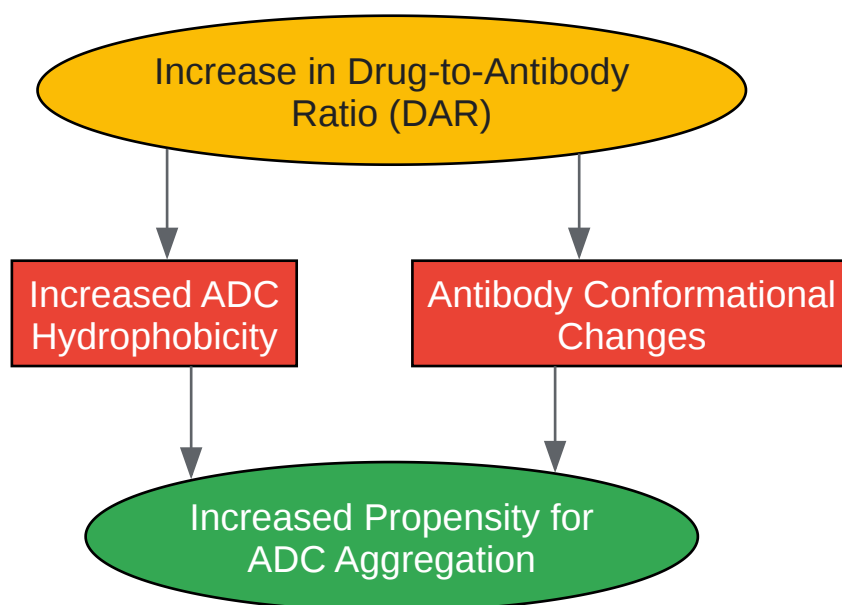 Increase in Drug-to-Antibody
Ratio (DAR)
Increased ADC
Hydrophobicity
Antibody Conformational
Changes
Increased Propensity for
ADC Aggregation